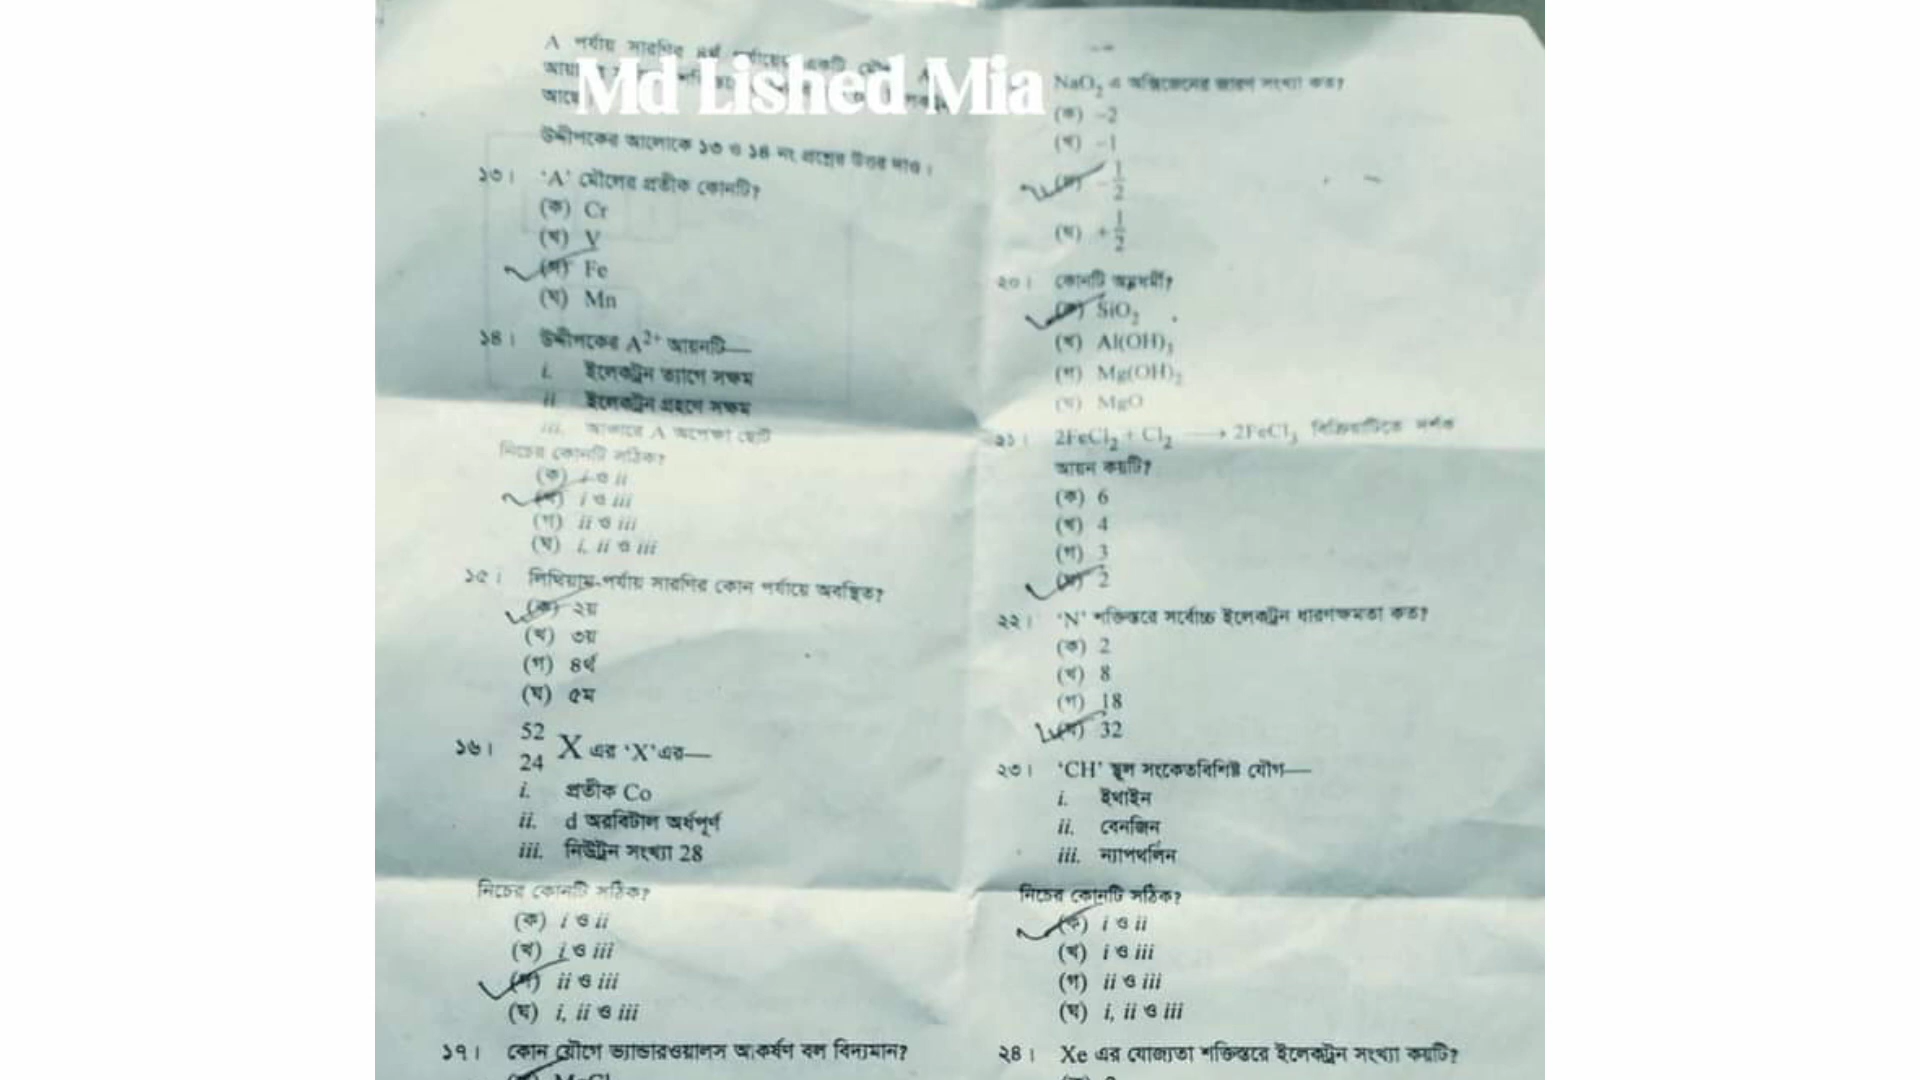 A পর্যায় সারণির ৪র্থ একটি
Md Lished Mia
উদ্দীপকের আলোকে ১৩ ও ১৪ নং প্রশ্নের উত্তর দাও।
১৩। ‘A’ মৌলের প্রতীক কোনটি?
(ক) Cr
(খ) V
(গ) Fe
(ঘ) Mn
১৪। উদ্দীপকের A²⁺ আয়নটি—
i. ইলেকট্রন ত্যাগে সক্ষম
ii ইলেকট্রন গ্রহণে সক্ষম
iii. আকারে A অপেক্ষা ছোট
নিচের কোনটি সঠিক?
(ক) i ও ii
(খ) i ও iii
(গ) ii ও iii
(ঘ) i, ii ও iii
১৫। লিথিয়াম-পর্যায় সারণির কোন পর্যায়ে অবস্থিত?
(ক) ২য়
(খ) ৩য়
(গ) ৪র্থ
(ঘ) ৫ম
১৬। 52 24 X এর ‘X’এর—
i. প্রতীক Co
ii. d অরবিটাল অর্ধপূর্ণ
iii. নিউট্রন সংখ্যা 28
নিচের কোনটি সঠিক?
(ক) i ও ii
(খ) i ও iii
(গ) ii ও iii
(ঘ) i, ii ও iii
১৭। কোন যৌগে ভ্যান্ডারওয়ালস আকর্ষণ বল বিদ্যমান?
NaO₂ এ অক্সিজেনের জারণ সংখ্যা কত?
(ক) -2
(খ) -1
(গ) -1/2
(ঘ) +1/2
২০। কোনটি অম্লধর্মী?
(ক) SiO₂
(খ) Al(OH)₃
(গ) Mg(OH)₂
(ঘ) MgO
২১। 2FeCl₂ + Cl₂ ⟶ 2FeCl₃ বিক্রিয়াটিতে দর্শক
আয়ন কয়টি?
(ক) 6
(খ) 4
(গ) 3
(ঘ) 2
২২। ‘N’ শক্তিস্তরে সর্বোচ্চ ইলেকট্রন ধারণক্ষমতা কত?
(ক) 2
(খ) 8
(গ) 18
(ঘ) 32
২৩। ‘CH’ স্থূল সংকেতবিশিষ্ট যৌগ—
i. ইথাইন
ii. বেনজিন
iii. ন্যাপথলিন
নিচের কোনটি সঠিক?
(ক) i ও ii
(খ) i ও iii
(গ) ii ও iii
(ঘ) i, ii ও iii
২৪। Xe এর যোজ্যতা শক্তিস্তরে ইলেকট্রন সংখ্যা কয়টি?